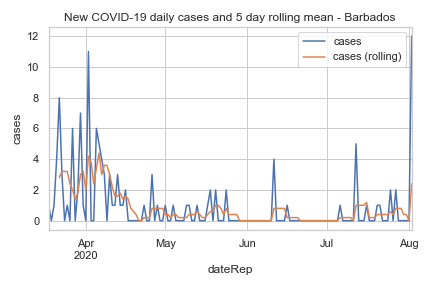 New COVID-19 daily cases and 5 day rolling mean - Barbados
cases
cases (rolling)
12
10
8
6
4
2
0
cases
Apr
2020
May
Jun
Jul
Aug
dateRep